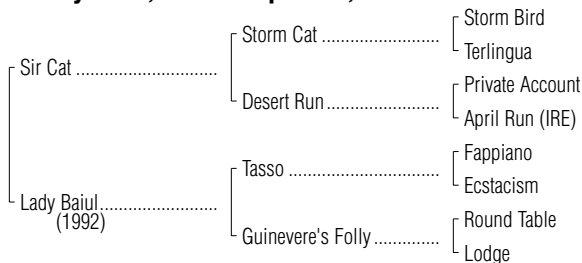 Storm Bird
Storm Cat ........................................
Terlingua
Sir Cat ..............................
Private Account
Desert Run ................................
April Run (IRE)
Fappiano
Tasso ...........................................
Ecstacism
Lady Baiul.........................
(1992)
Round Table
Guinevere's Folly ..................
Lodge